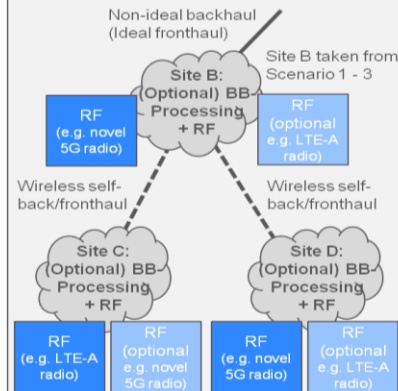 Non-ideal backhaul
(Ideal fronthaul)
Site B taken from
Scenario 1 - 3
Site B:
(Optional) BB-
Processing
+ RF
RF
(e.g. novel
5G radio)
RF
(optional
e.g. LTE-A
radio)
Wireless self-
back/fronthaul
Wireless self-
back/fronthaul
Site C:
(Optional) BB-
Processing
+ RF
Site D:
(Optional) BB-
Processing
+ RF
RF
(e.g. LTE-A
radio)
RF
(optional
e.g. novel
5G radio)
RF
(e.g. novel
5G radio)
RF
(optional
e.g. LTE-A
radio)